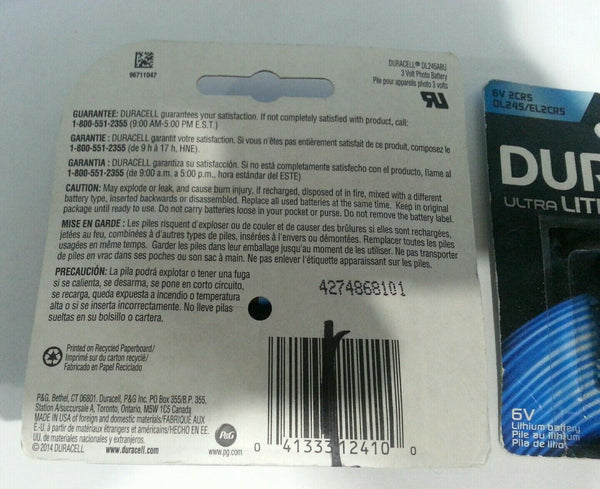 96711047
DURACELL® DL245ABU
3 Volt Photo Battery
Pile pour appareils photo 3 volts
GUARANTEE: DURACELL guarantees your satisfaction. If not completely satisfied with product, call:
1-800-551-2355 (9:00 AM-5:00 PM E.S.T.)
GARANTIE : DURACELL garantit votre satisfaction. Si vous n'êtes pas entièrement satisfait de ce produit, composez le
1-800-551-2355 (de 9 h à 17 h, HNE).
GARANTIA : DURACELL garantiza su satisfacción. Si no está completamente satisfecho con el producto, llame al
1-800-551-2355 (de 9:00 a.m. a 5:00 p.m., hora estándar del ESTE)
CAUTION: May explode or leak, and cause burn injury, if recharged, disposed of in fire, mixed with a different
battery type, inserted backwards or disassembled. Replace all used batteries at the same time. Keep in original
package until ready to use. Do not carry batteries loose in your pocket or purse. Do not remove the battery label.
MISE EN GARDE : Les piles risquent d'exploser ou de couler et de causer des brûlures si elles sont rechargées,
jetées au feu, combinées à d'autres types de piles, insérées à l'envers ou démontées. Remplacer toutes les piles
usagées en même temps. Garder les piles dans leur emballage jusqu'au moment de les utiliser. Ne pas transporter
de piles en vrac dans ses poches ou son sac à main. Ne pas enlever l'étiquette apparaissant sur les piles.
PRECAUCIÓN: La pila podrá explotar o tener una fuga
si se calienta, se desarma, se pone en corto circuito,
se recarga, queda expuesta a incendio o temperatura
alta o si se inserta incorrectamente. No lleve pilas
sueltas en su bolsillo o cartera.
4274868101
Printed on Recycled Paperboard/
Imprimé sur du carton recyclé/
Fabricado en Papel Reciclado
P&G, Bethel, CT 06801. Duracell, P&G Inc. PO Box 355/B.P. 355,
Station A/succursale A, Toronto, Ontario, M5W 1C5 Canada
MADE IN USA of foreign and domestic materials/FABRIQUÉ AUX
É.-U. à partir de matériaux étrangers et américains/HECHO EN EE.
UU. de materiales nacionales y extranjeros.
© 2014 DURACELL
www.duracell.com
P&G
www.pg.com
0 41333 12410 0
6V 2CR5
DL245/EL2CR5
DUR
ULTRA LIT
6V
Lithium battery
Pile au lithium
Pila de litio